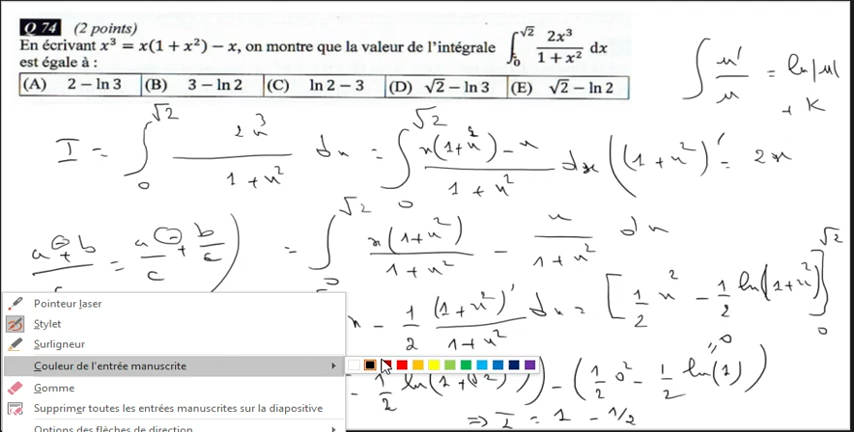 Q 74 (2 points)
En écrivant x³ = x(1 + x²) − x, on montre que la valeur de l'intégrale ∫₀^√2 2x³/(1 + x²) dx
est égale à :
(A) 2 − ln 3 (B) 3 − ln 2 (C) ln 2 − 3 (D) √2 − ln 3 (E) √2 − ln 2
∫ u'/u = ln|u| + K
I = ∫₀^√2 2x³/(1+x²) dx = ∫₀^√2 (x(1+x²) − x)/(1+x²) dx ((1+x²)' = 2x
= ∫₀^√2 x(1+x²)/(1+x²) − x/(1+x²) dx
x − 1/2 (1+x²)'/(1+x²) dx = [1/2 x² − 1/2 ln(1+x²)]₀^√2
− (1/2 0² − 1/2 ln(1))
=0
⇒ I = 1 − 1/2
Pointeur laser
Stylet
Surligneur
Couleur de l'entrée manuscrite
Gomme
Supprimer toutes les entrées manuscrites sur la diapositive
Options des flèches de direction